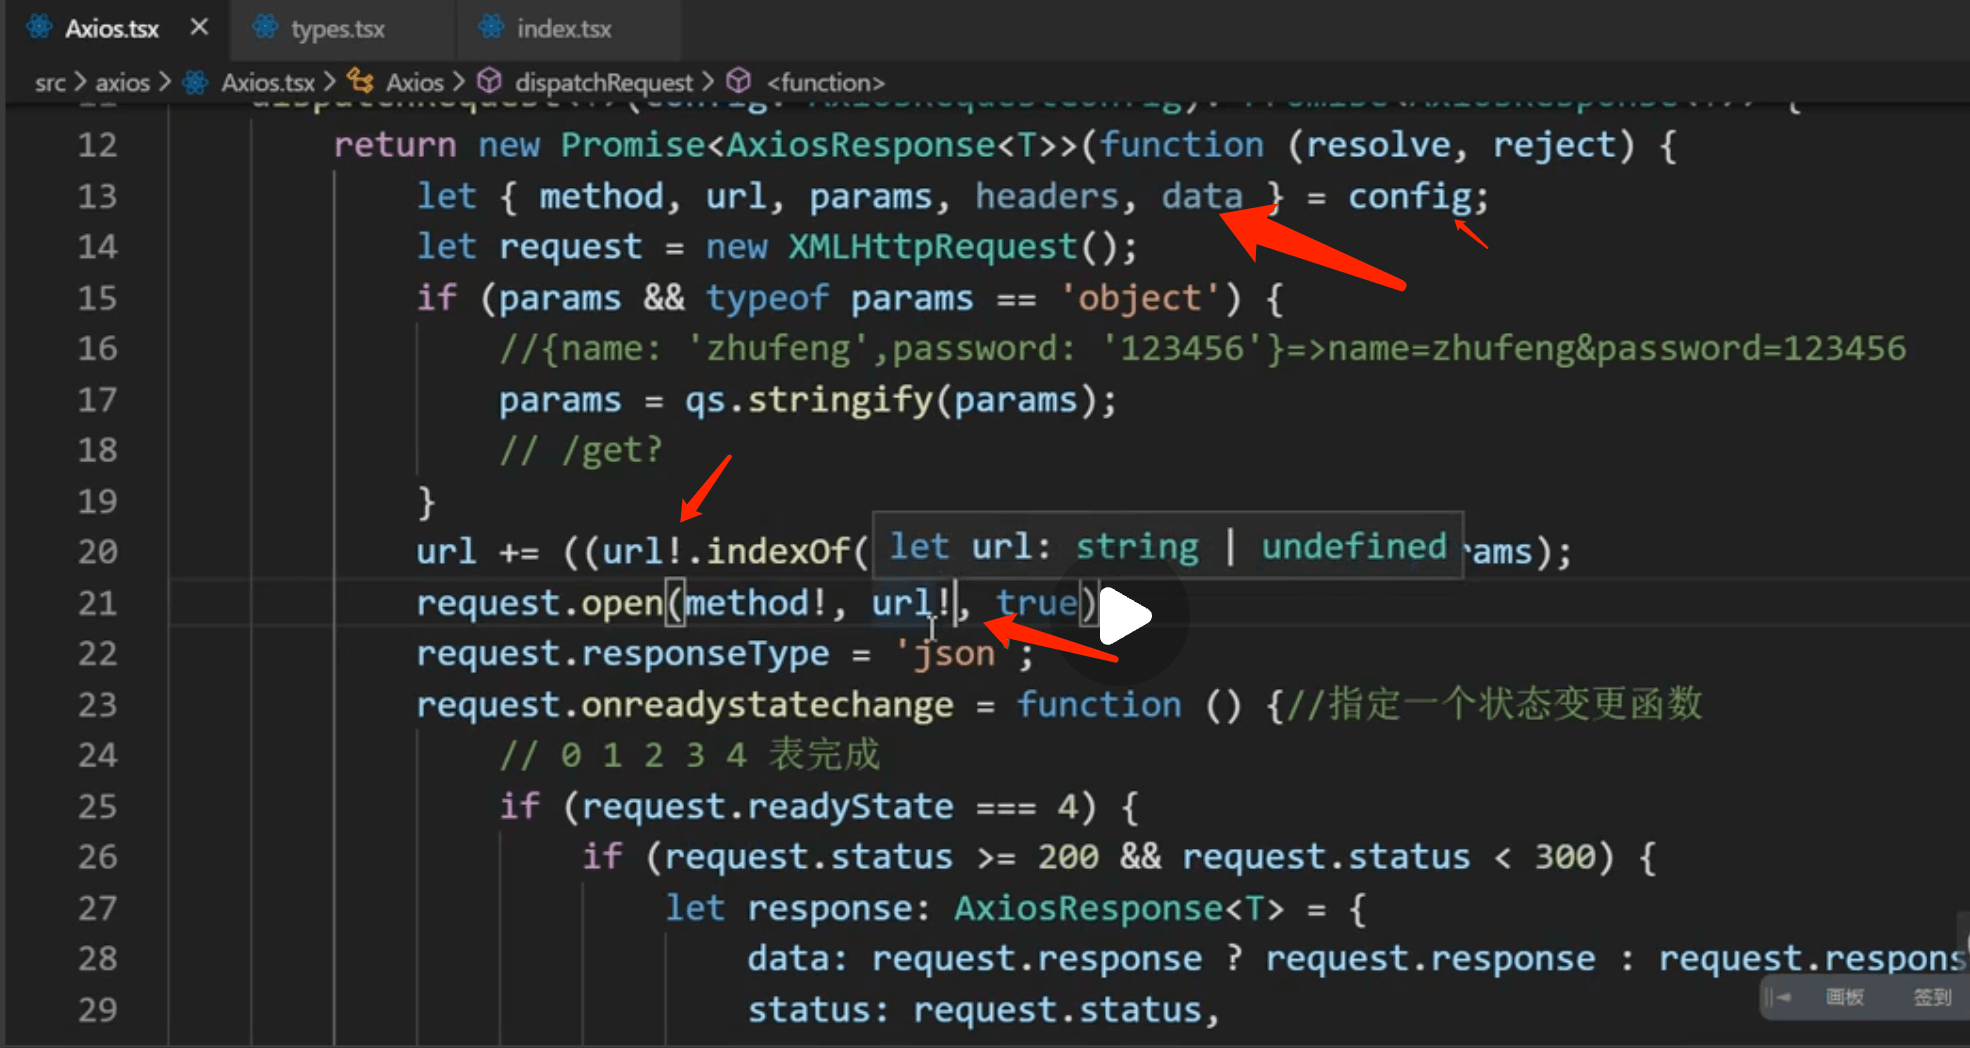 Axios.tsx
types.tsx
index.tsx
src > axios > Axios.tsx > Axios > dispatchRequest > <function>
12 return new Promise<AxiosResponse<T>>(function (resolve, reject) {
13 let { method, url, params, headers, data } = config;
14 let request = new XMLHttpRequest();
15 if (params && typeof params == 'object') {
16 //{name: 'zhufeng',password: '123456'}=>name=zhufeng&password=123456
17 params = qs.stringify(params);
18 // /get?
19 }
20 url += ((url!.indexOf( let url: string | undefined rams);
21 request.open(method!, url!, true)
22 request.responseType = 'json ;
23 request.onreadystatechange = function () {//指定一个状态变更函数
24 // 0 1 2 3 4 表完成
25 if (request.readyState === 4) {
26 if (request.status >= 200 && request.status < 300) {
27 let response: AxiosResponse<T> = {
28 data: request.response ? request.response : request.respons
29 status: request.status,
画板 签到